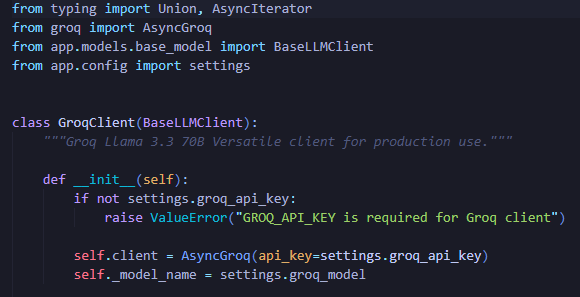 from typing import Union, AsyncIterator
from groq import AsyncGroq
from app.models.base_model import BaseLLMClient
from app.config import settings
class GroqClient(BaseLLMClient):
"""Groq Llama 3.3 70B Versatile client for production use."""
def __init__(self):
if not settings.groq_api_key:
raise ValueError("GROQ_API_KEY is required for Groq client")
self.client = AsyncGroq(api_key=settings.groq_api_key)
self._model_name = settings.groq_model